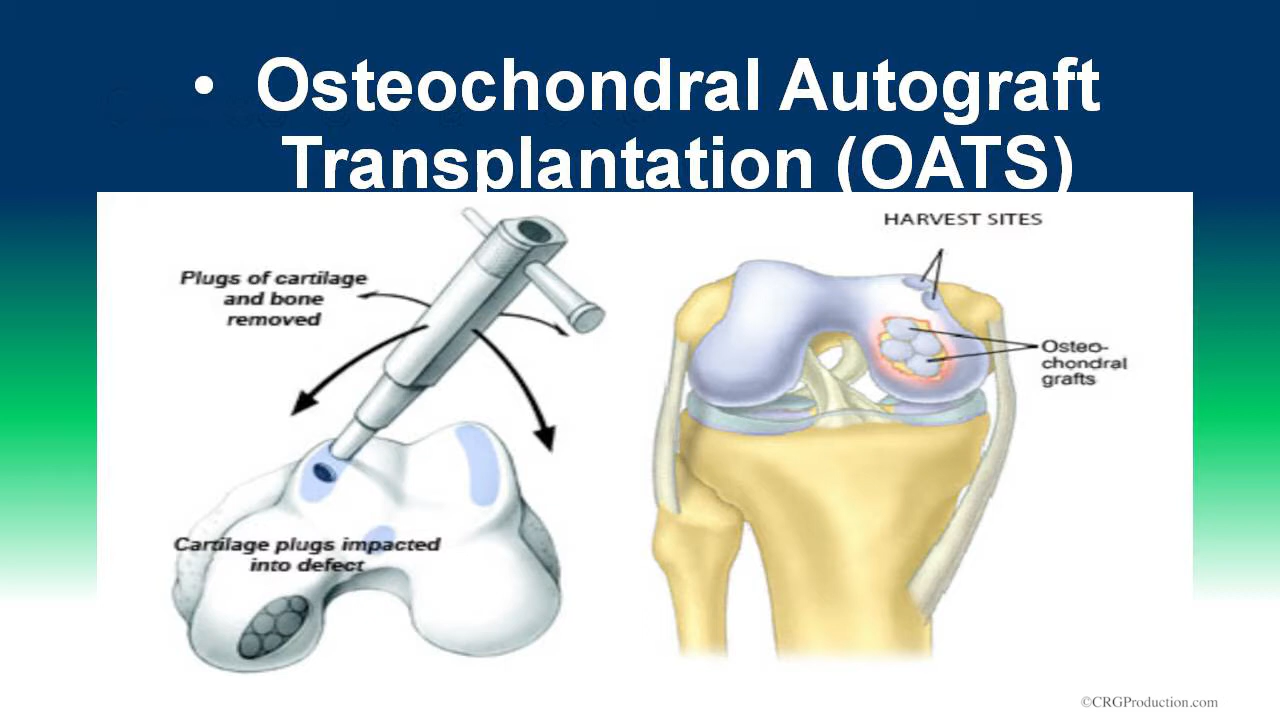 • Osteochondral Autograft
Transplantation (OATS)
HARVEST SITES
Plugs of cartilage
and bone
removed
Osteo-
chondral
grafts
Cartilage plugs impacted
into defect
©CRGProduction.com